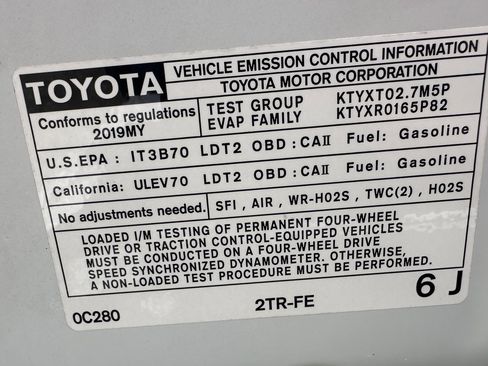 TOYOTA
VEHICLE EMISSION CONTROL INFORMATION
TOYOTA MOTOR CORPORATION
Conforms to regulations
2019MY
TEST GROUP KTYXT02.7M5P
EVAP FAMILY KTYXR0165P82
U.S.EPA : IT3B70 LDT2 OBD :CAII Fuel: Gasoline
California: ULEV70 LDT2 OBD :CAII Fuel: Gasoline
No adjustments needed. SFI , AIR , WR-HO2S , TWC(2) , HO2S
LOADED I/M TESTING OF PERMANENT FOUR-WHEEL
DRIVE OR TRACTION CONTROL-EQUIPPED VEHICLES
MUST BE CONDUCTED ON A FOUR-WHEEL DRIVE
SPEED SYNCHRONIZED DYNAMOMETER. OTHERWISE,
A NON-LOADED TEST PROCEDURE MUST BE PERFORMED.
0C280 2TR-FE 6 J